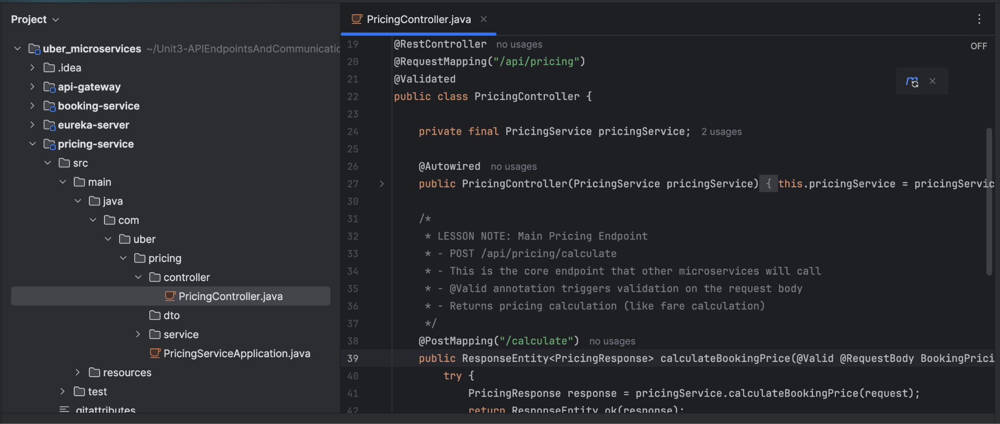 Project
uber_microservices ~/Unit3-APIEndpointsAndCommunicatio
.idea
api-gateway
booking-service
eureka-server
pricing-service
src
main
java
com
uber
pricing
controller
PricingController.java
dto
service
PricingServiceApplication.java
resources
test
.gitattributes
PricingController.java
OFF
19 @RestController no usages
20 @RequestMapping("/api/pricing")
21 @Validated
22 public class PricingController {
23
24 private final PricingService pricingService; 2 usages
25
26 @Autowired no usages
27 public PricingController(PricingService pricingService) { this.pricingService = pricingServic
30
31 /*
32 * LESSON NOTE: Main Pricing Endpoint
33 * - POST /api/pricing/calculate
34 * - This is the core endpoint that other microservices will call
35 * - @Valid annotation triggers validation on the request body
36 * - Returns pricing calculation (like fare calculation)
37 */
38 @PostMapping("/calculate") no usages
39 public ResponseEntity<PricingResponse> calculateBookingPrice(@Valid @RequestBody BookingPrici
40 try {
41 PricingResponse response = pricingService.calculateBookingPrice(request);
42 return ResponseEntity.ok(response);